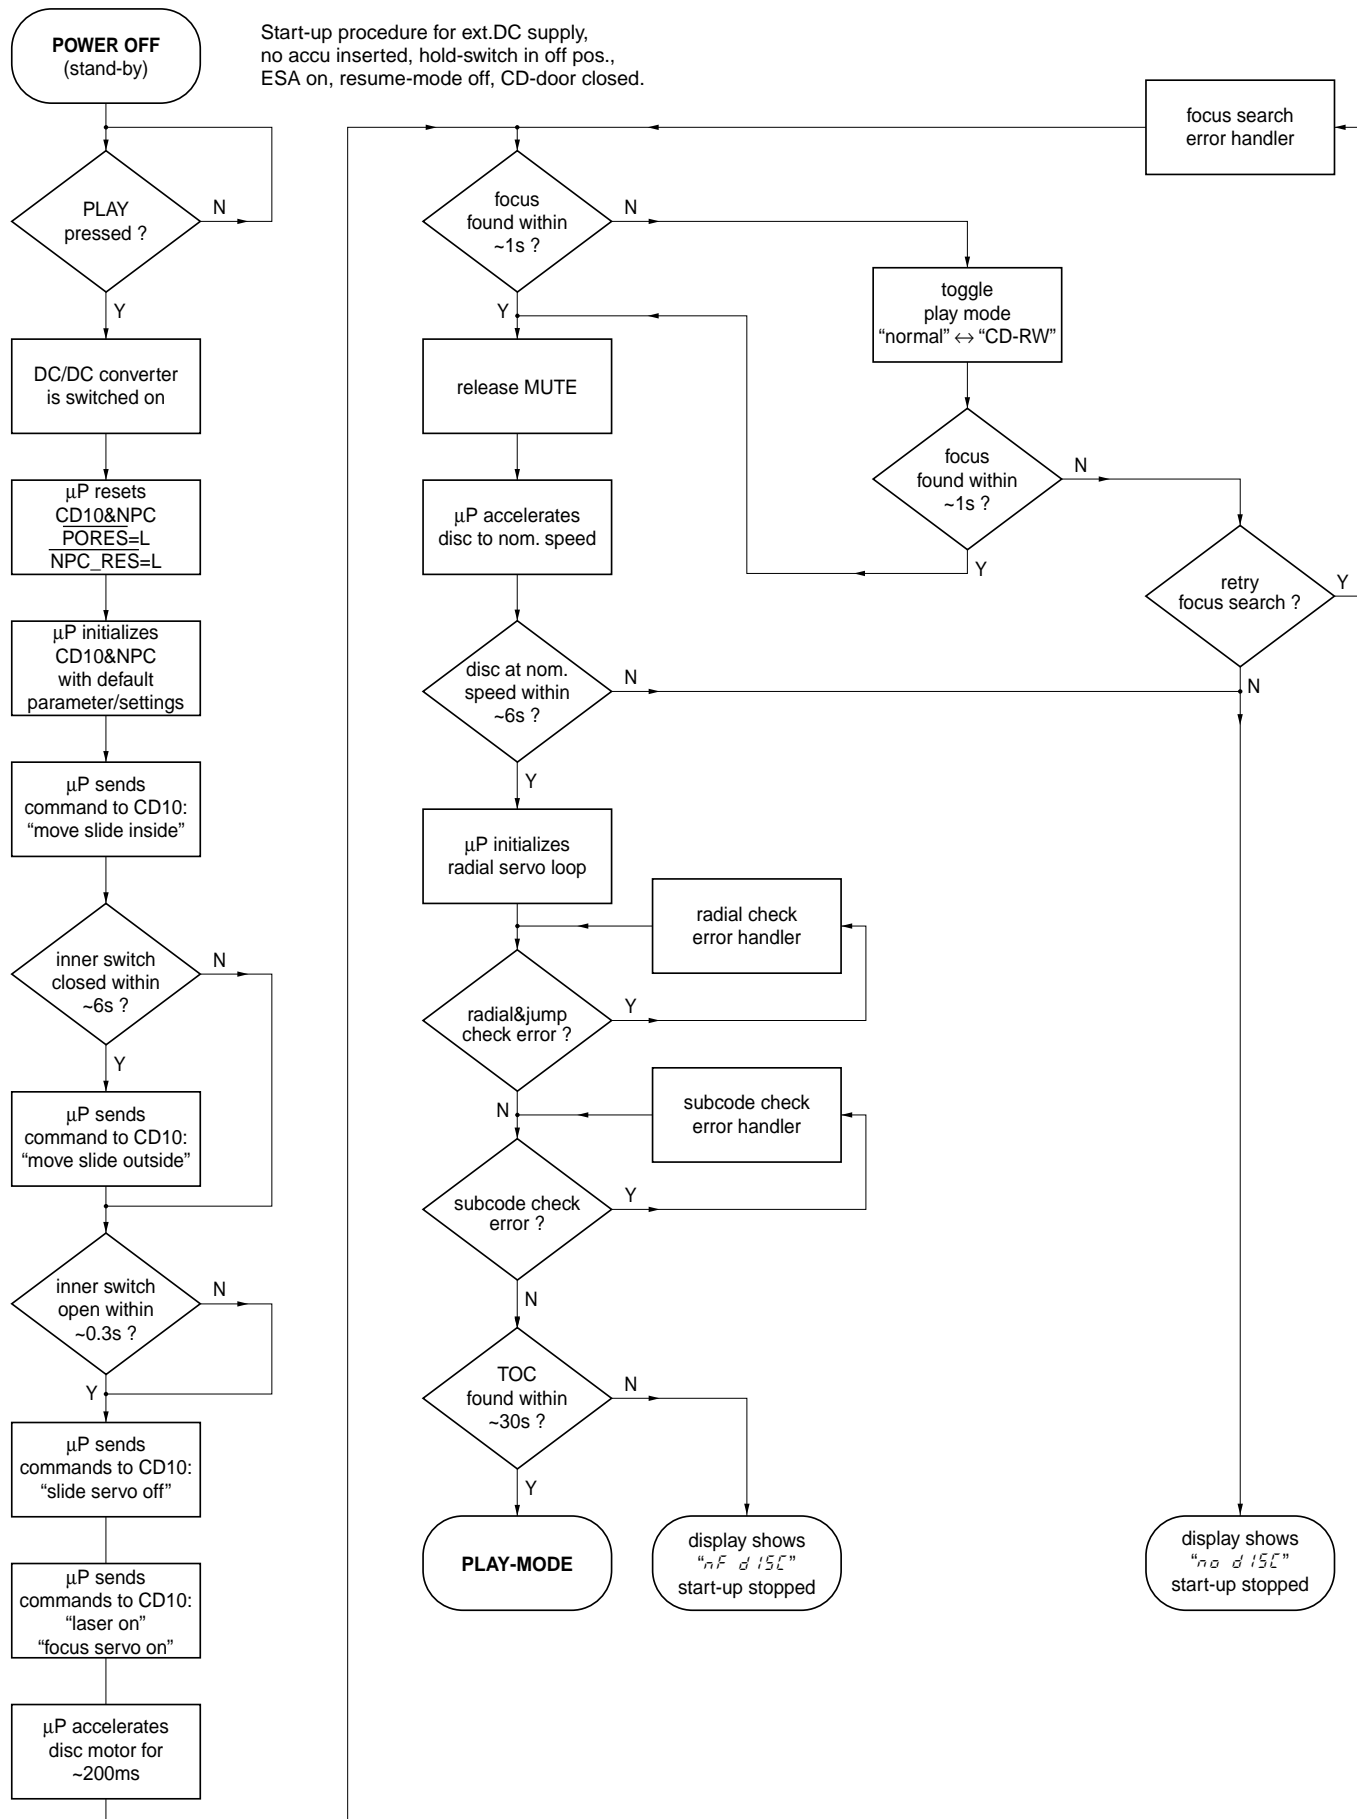 POWER OFF
(stand-by)
Start-up procedure for ext.DC supply,
no accu inserted, hold-switch in off pos.,
ESA on, resume-mode off, CD-door closed.
PLAY
pressed ?
N
Y
DC/DC converter
is switched on
µP resets
CD10&NPC
PORES=L
NPC_RES=L
µP initializes
CD10&NPC
with default
parameter/settings
µP sends
command to CD10:
“move slide inside”
inner switch
closed within
~6s ?
N
Y
µP sends
command to CD10:
“move slide outside”
inner switch
open within
~0.3s ?
N
Y
µP sends
commands to CD10:
“slide servo off”
µP sends
commands to CD10:
“laser on”
“focus servo on”
µP accelerates
disc motor for
~200ms
focus
found within
~1s ?
N
Y
release MUTE
µP accelerates
disc to nom. speed
disc at nom.
speed within
~6s ?
N
Y
µP initializes
radial servo loop
radial check
error handler
radial&jump
check error ?
Y
N
subcode check
error handler
subcode check
error ?
Y
N
TOC
found within
~30s ?
N
Y
PLAY-MODE
display shows
“nF dISC”
start-up stopped
toggle
play mode
“normal” ↔ “CD-RW”
focus
found within
~1s ?
N
Y
focus search
error handler
retry
focus search ?
Y
N
display shows
“no dISC”
start-up stopped